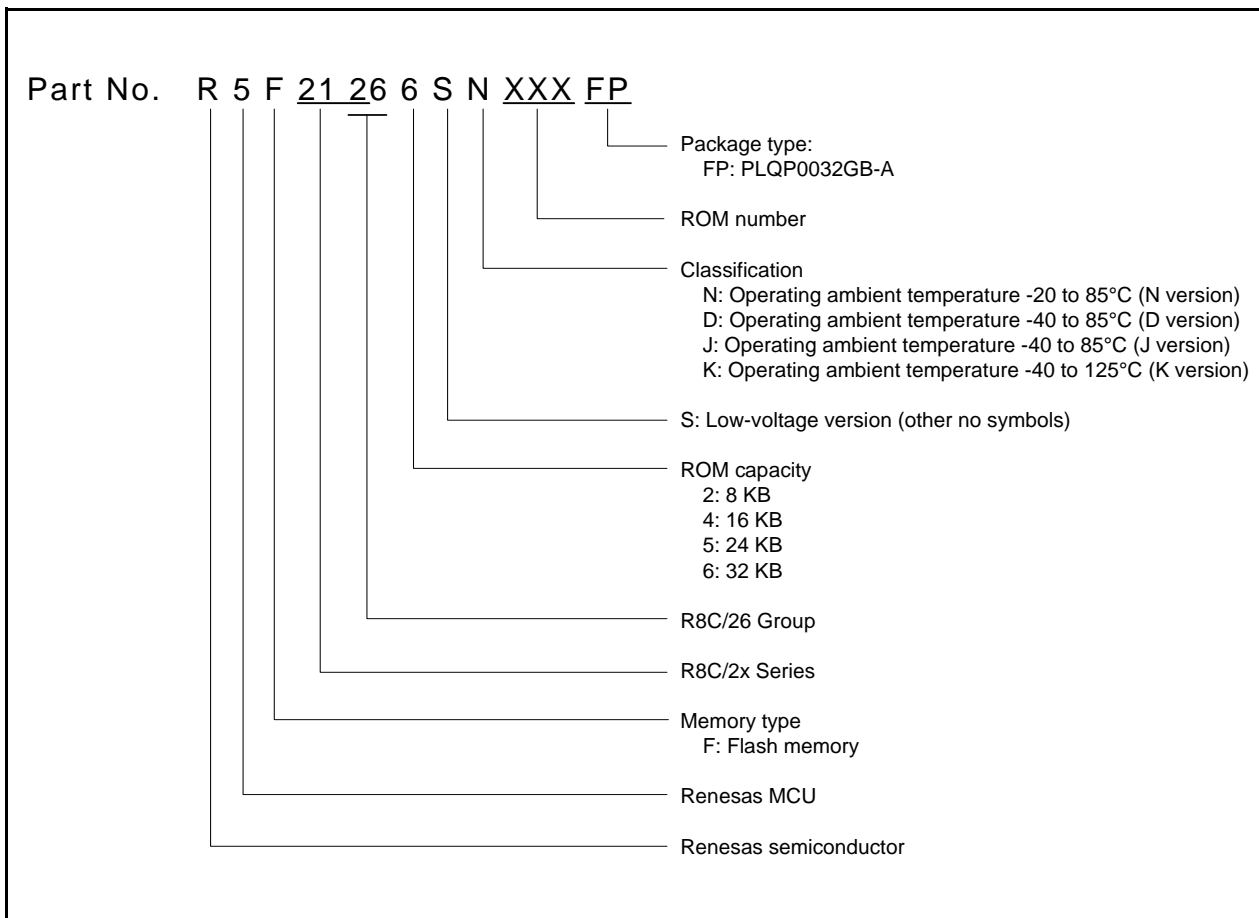 Part No. R 5 F 21 26 6 S N XXX FP
Package type:
FP: PLQP0032GB-A
ROM number
Classification
N: Operating ambient temperature -20 to 85°C (N version)
D: Operating ambient temperature -40 to 85°C (D version)
J: Operating ambient temperature -40 to 85°C (J version)
K: Operating ambient temperature -40 to 125°C (K version)
S: Low-voltage version (other no symbols)
ROM capacity
2: 8 KB
4: 16 KB
5: 24 KB
6: 32 KB
R8C/26 Group
R8C/2x Series
Memory type
F: Flash memory
Renesas MCU
Renesas semiconductor